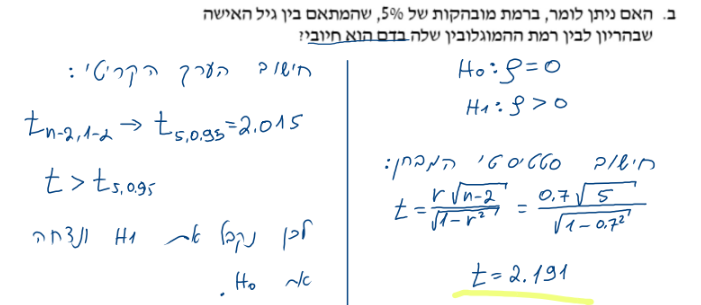 ב. האם ניתן לומר, ברמת מובהקות של 5%, שהמתאם בין גיל האישה
שבהריון לבין רמת ההמוגלובין שלה בדם הוא חיובי?
H₀: ρ = 0
H₁: ρ > 0
חישוב סטטיסטי המבחן:
t = r√n-2 / √1-r² = 0.7√5 / √1-0.7²
t = 2.191
חישוב הערך הקריטי:
t n-2,1-α → t 5,0.95 = 2.015
t > t 5,0.95
לכן נקבל את H1 ונדחה
את H₀.